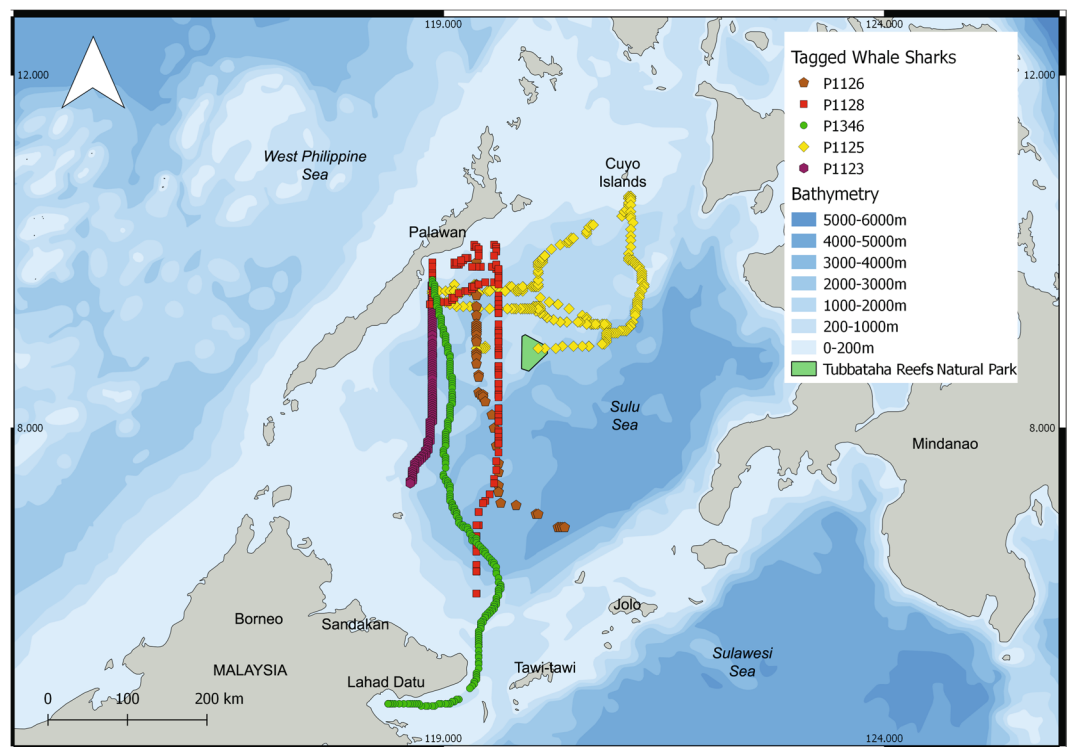 119.000
124.000
12.000
12.000
Tagged Whale Sharks
P1126
P1128
P1346
P1125
P1123
Bathymetry
5000-6000m
4000-5000m
3000-4000m
2000-3000m
1000-2000m
200-1000m
0-200m
Tubbataha Reefs Natural Park
West Philippine
Sea
Cuyo
Islands
Palawan
8.000
8.000
Sulu
Sea
Mindanao
Borneo
Sandakan
Jolo
MALAYSIA
Lahad Datu
Tawi-tawi
Sulawesi
Sea
0 100 200 km
119.000
124.000